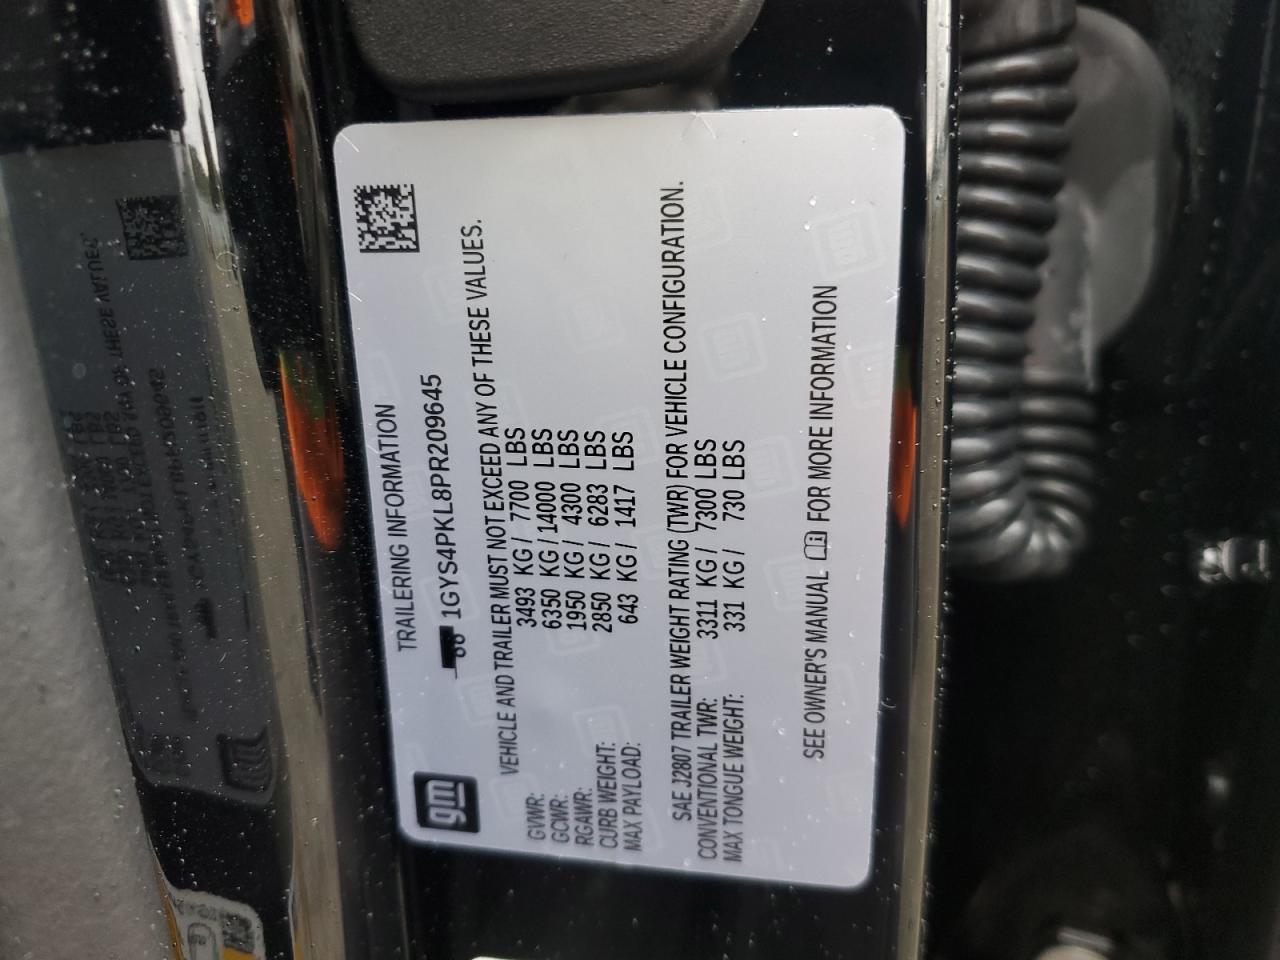 TRAILERING INFORMATION
gm
1GYS4PKL8PR209645
VEHICLE AND TRAILER MUST NOT EXCEED ANY OF THESE VALUES.
GVWR: 3493 KG / 7700 LBS
GCWR: 6350 KG / 14000 LBS
RGAWR: 1950 KG / 4300 LBS
CURB WEIGHT: 2850 KG / 6283 LBS
MAX PAYLOAD: 643 KG / 1417 LBS
SAE J2807 TRAILER WEIGHT RATING (TWR) FOR VEHICLE CONFIGURATION.
CONVENTIONAL TWR: 3311 KG / 7300 LBS
MAX TONGUE WEIGHT: 331 KG / 730 LBS
SEE OWNER'S MANUAL FOR MORE INFORMATION